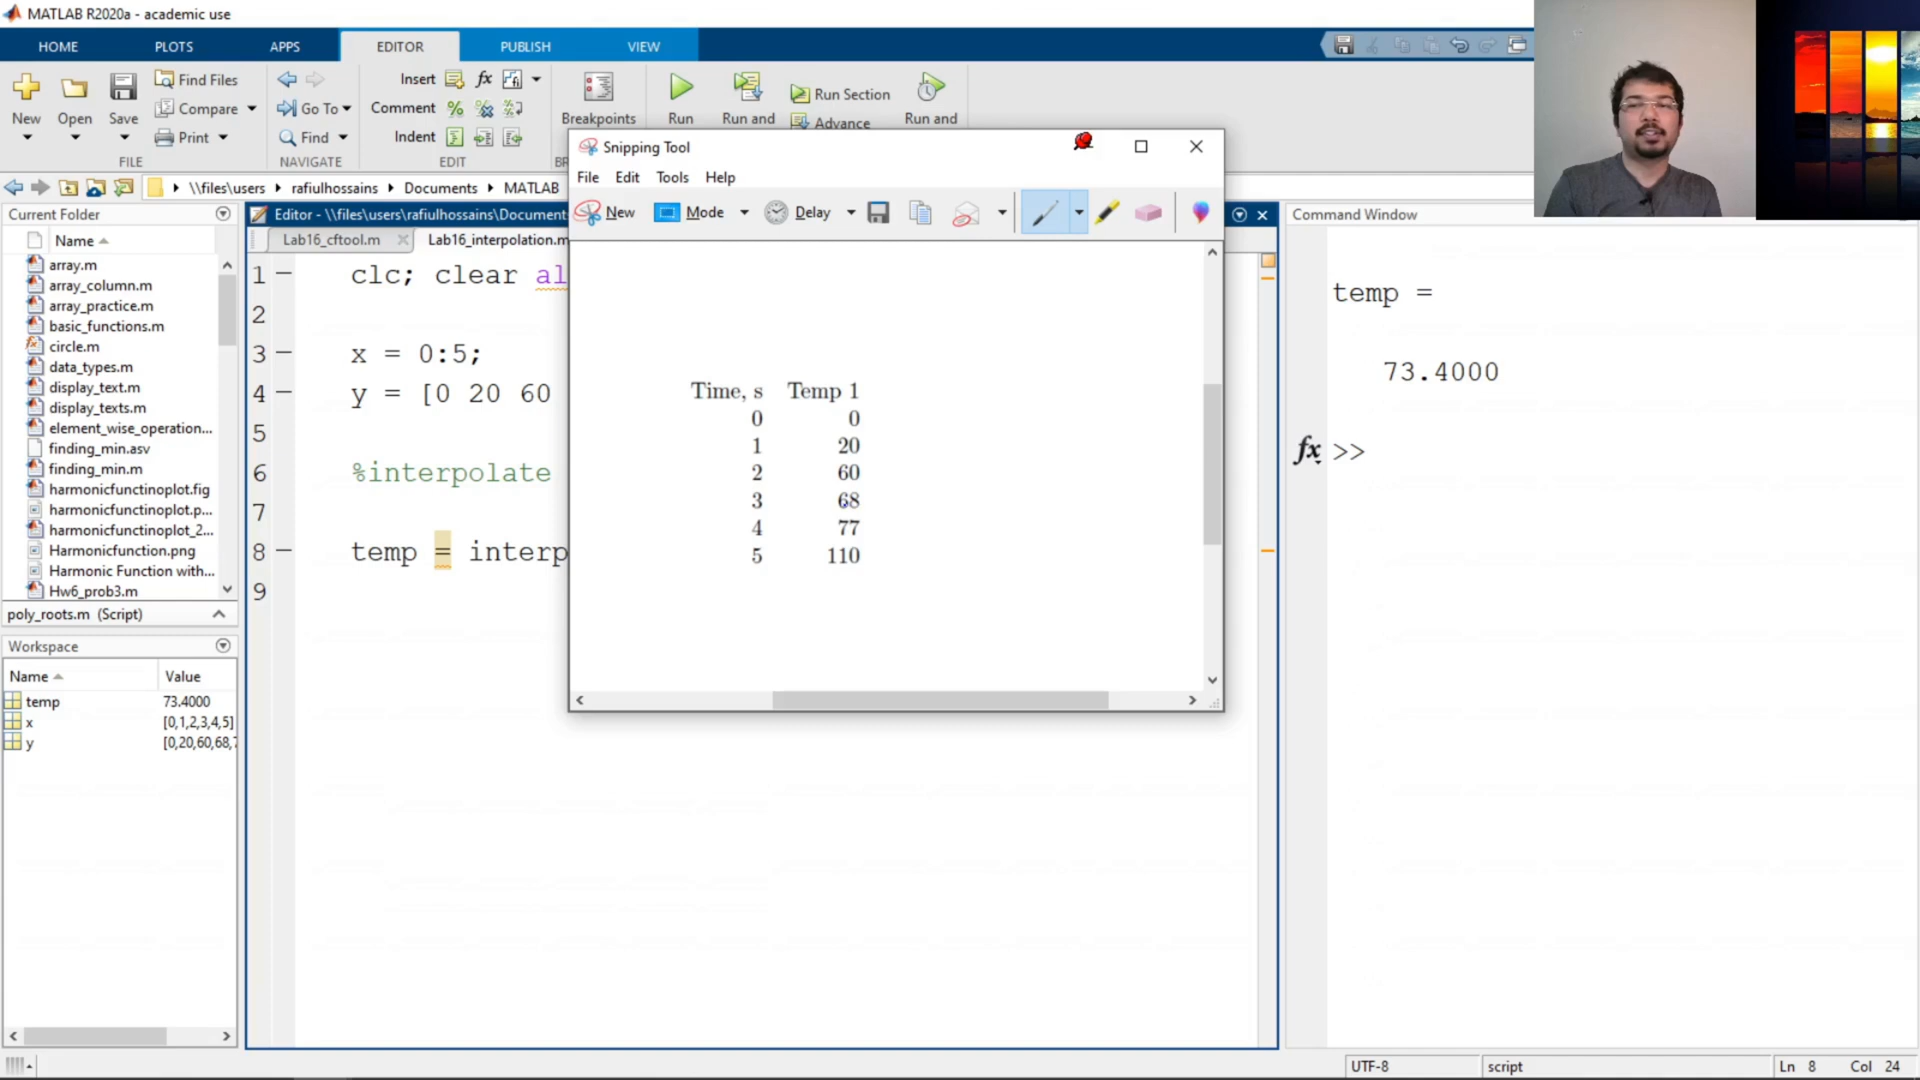 MATLAB R2020a - academic use
HOME PLOTS APPS EDITOR PUBLISH VIEW
New Open Save
Find Files
Compare
Print
FILE
Go To
Find
NAVIGATE
Insert fx
Comment
Indent
EDIT
Breakpoints
Run
Run and
Run Section
Advance
Run and
\\files\users rafiulhossains Documents MATLAB
Current Folder
Name
array.m
array_column.m
array_practice.m
basic_functions.m
circle.m
data_types.m
display_text.m
display_texts.m
element_wise_operation...
finding_min.asv
finding_min.m
harmonicfunctinoplot.fig
harmonicfunctinoplot.p...
harmonicfunctinoplot_2...
Harmonicfunction.png
Harmonic Function with...
Hw6_prob3.m
poly_roots.m (Script)
Workspace
Name Value
temp 73.4000
x [0,1,2,3,4,5]
y [0,20,60,68,7
Editor - \\files\users\rafiulhossains\Document
Lab16_cftool.m Lab16_interpolation.m
1 clc; clear al
2
3 x = 0:5;
4 y = [0 20 60
5
6 %interpolate
7
8 temp = interp
9
Snipping Tool
File Edit Tools Help
New Mode Delay
Time, s Temp 1
0 0
1 20
2 60
3 68
4 77
5 110
Command Window
temp =
73.4000
fx >>
UTF-8 script Ln 8 Col 24